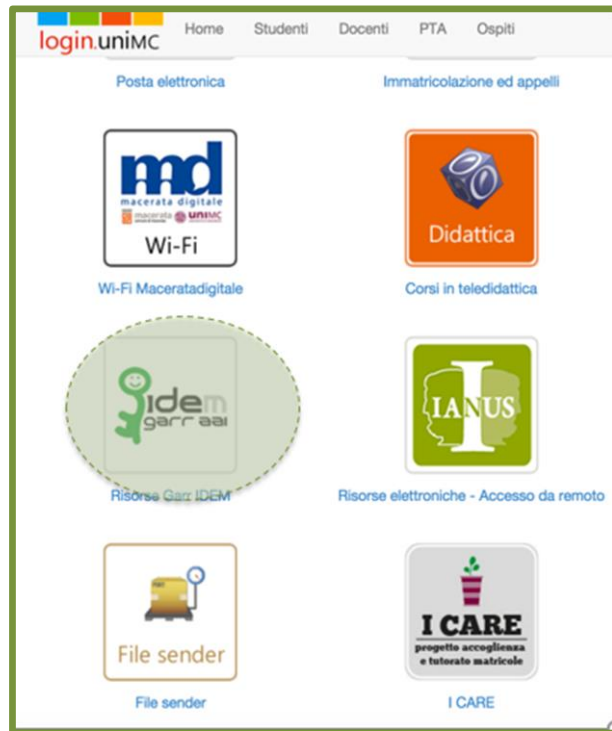 login.uniMC Home Studenti Docenti PTA Ospiti
Posta elettronica Immatricolazione ed appelli
md
macerata digitale
macerata uniMC
Wi-Fi
Didattica
Wi-Fi Maceratadigitale Corsi in teledidattica
idem
garr aai
IANUS
Risorse Garr IDEM Risorse elettroniche - Accesso da remoto
File sender
I CARE
progetto accoglienza
e tutorato matricole
File sender I CARE